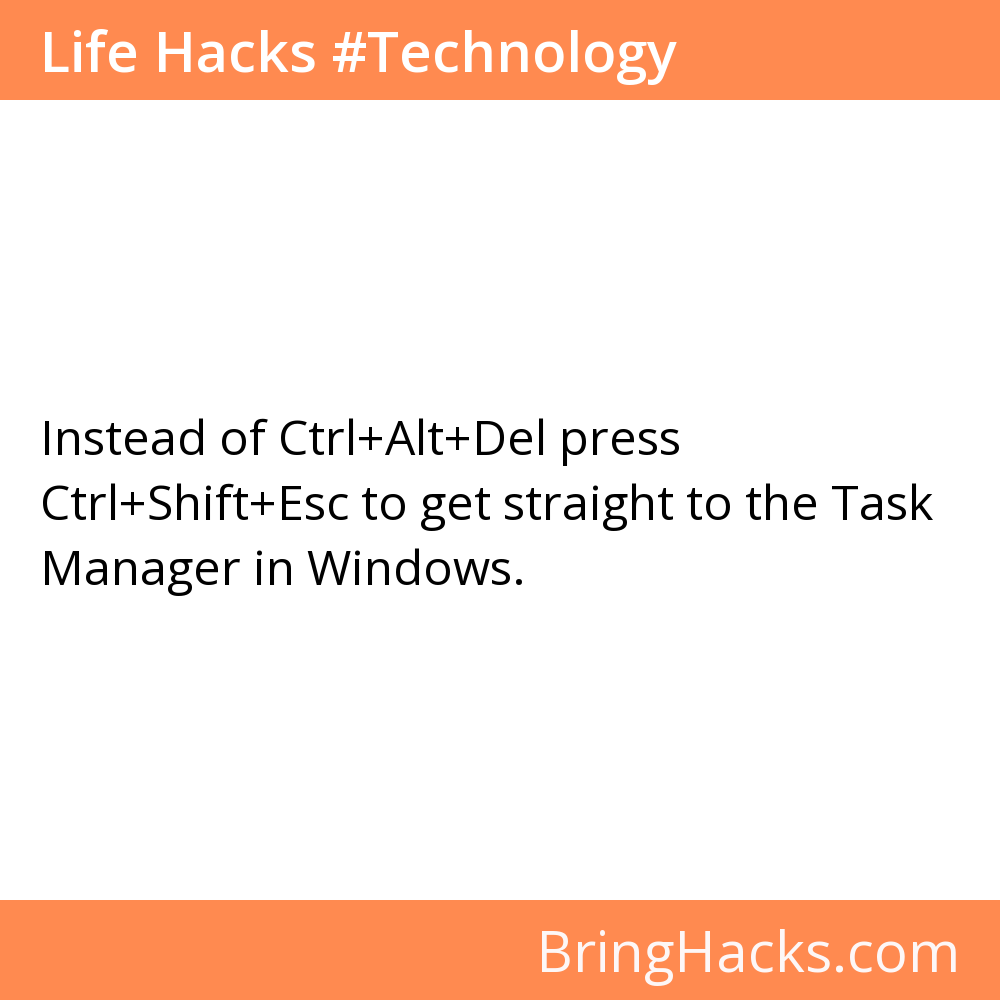 Life Hacks #Technology
Instead of Ctrl+Alt+Del press
Ctrl+Shift+Esc to get straight to the Task
Manager in Windows.
BringHacks.com